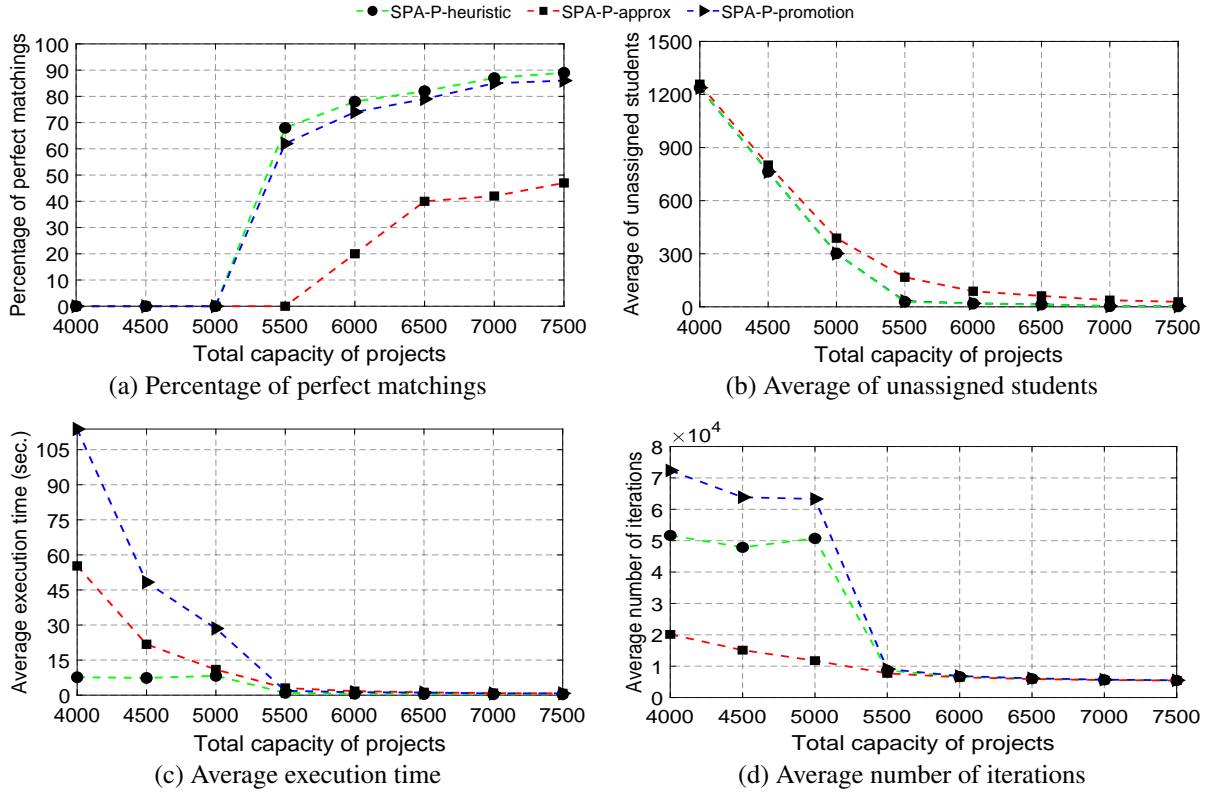 SPA-P-heuristic SPA-P-approx SPA-P-promotion
Percentage of perfect matchings
100
90
80
70
60
50
40
30
20
10
0
4000 4500 5000 5500 6000 6500 7000 7500
Total capacity of projects
(a) Percentage of perfect matchings
Average of unassigned students
1500
1200
900
600
300
0
4000 4500 5000 5500 6000 6500 7000 7500
Total capacity of projects
(b) Average of unassigned students
Average execution time (sec.)
105
90
75
60
45
30
15
0
4000 4500 5000 5500 6000 6500 7000 7500
Total capacity of projects
(c) Average execution time
Average number of iterations
×10⁴
8
7
6
5
4
3
2
1
0
4000 4500 5000 5500 6000 6500 7000 7500
Total capacity of projects
(d) Average number of iterations